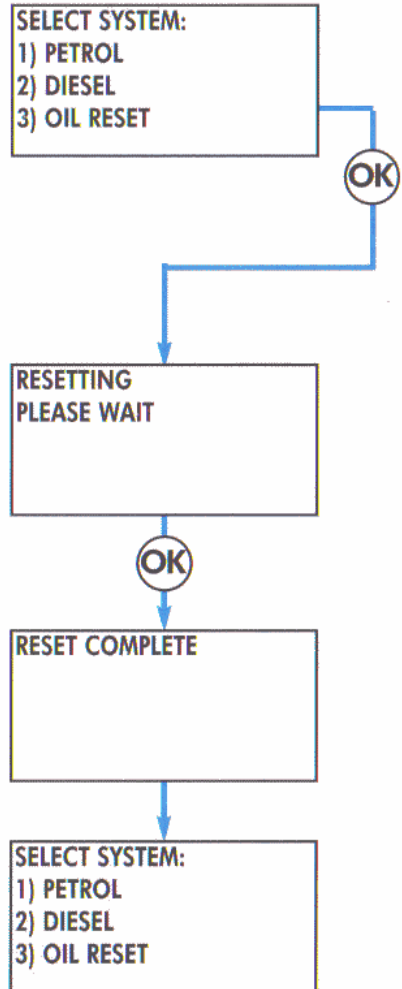 SELECT SYSTEM:
1) PETROL
2) DIESEL
3) OIL RESET
OK
RESETTING
PLEASE WAIT
OK
RESET COMPLETE
SELECT SYSTEM:
1) PETROL
2) DIESEL
3) OIL RESET